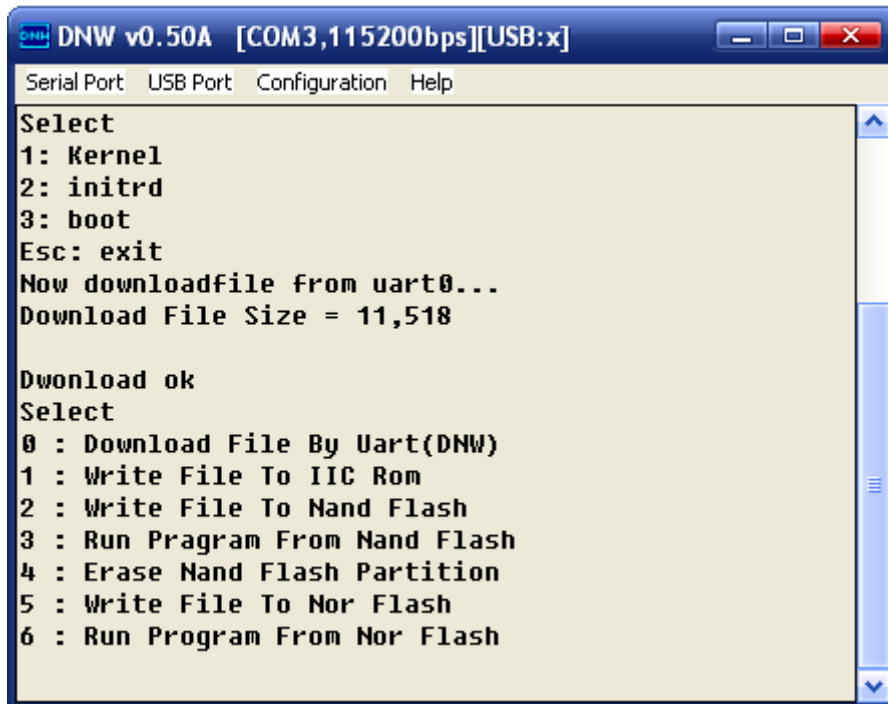 DNW v0.50A [COM3,115200bps][USB:x]
Serial Port USB Port Configuration Help
Select
1: Kernel
2: initrd
3: boot
Esc: exit
Now downloadfile from uart0...
Download File Size = 11,518
Dwonload ok
Select
0 : Download File By Uart(DNW)
1 : Write File To IIC Rom
2 : Write File To Nand Flash
3 : Run Pragram From Nand Flash
4 : Erase Nand Flash Partition
5 : Write File To Nor Flash
6 : Run Program From Nor Flash